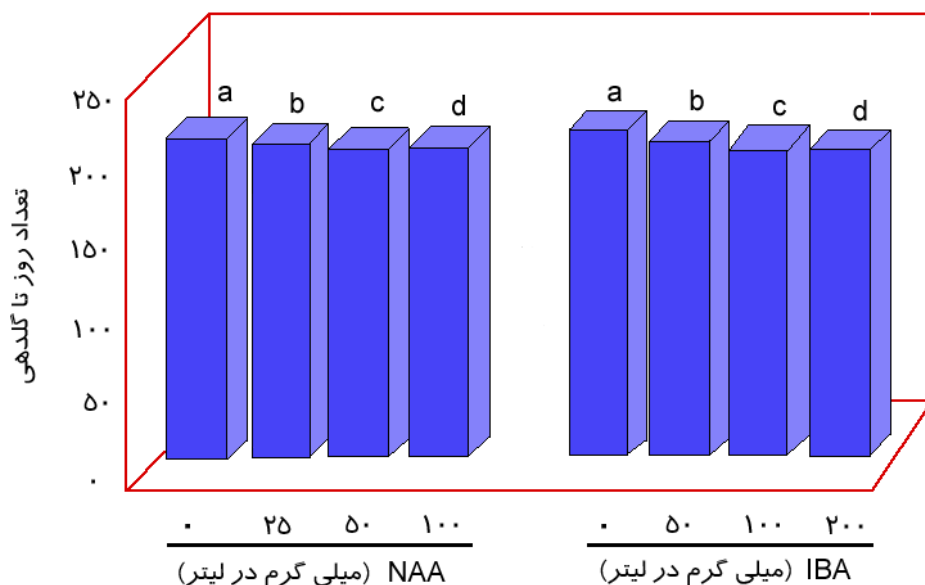 تعداد روز تا گلدهی
۲۵۰
۲۰۰
۱۵۰
۱۰۰
۵۰
۰
a b c d
a b c d
۰ ۲۵ ۵۰ ۱۰۰
۰ ۵۰ ۱۰۰ ۲۰۰
NAA (میلی گرم در لیتر)
IBA (میلی گرم در لیتر)